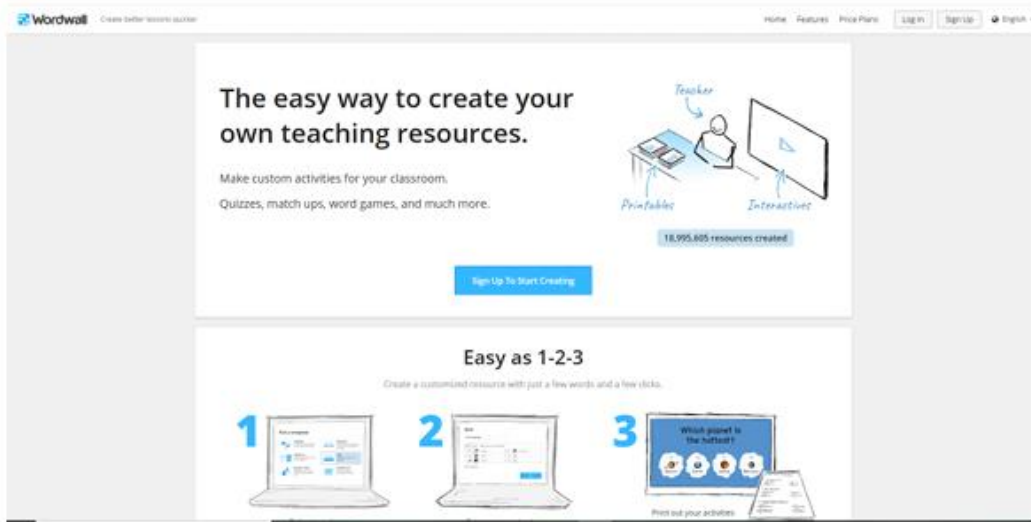 Wordwall Create better lessons quicker
Home Features Price Plans Log In Sign Up English
The easy way to create your
own teaching resources.
Make custom activities for your classroom.
Quizzes, match ups, word games, and much more.
Teacher
Printables
Interactives
18,995,605 resources created
Sign Up To Start Creating
Easy as 1-2-3
Create a customized resource with just a few words and a few clicks.
1
2
3
Which planet is
the hottest?
Print out your activities